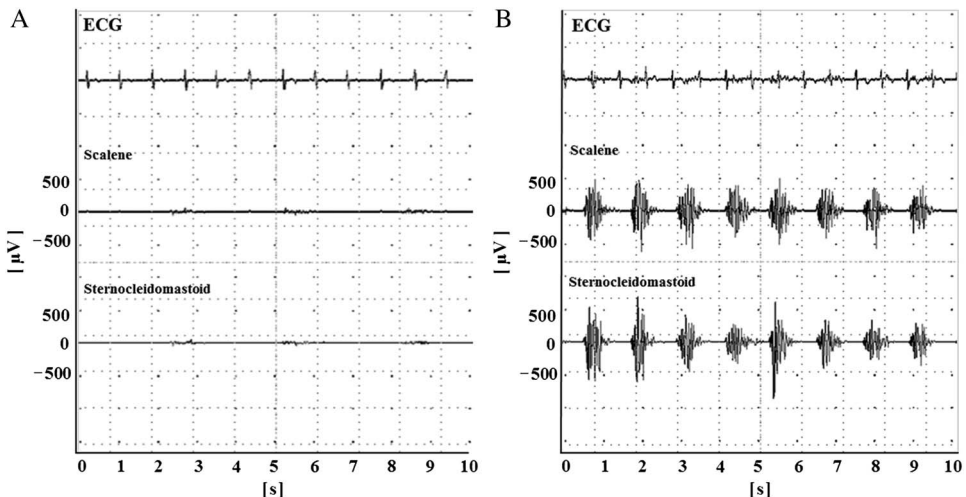 A
ECG
Scalene
500
0
−500
[ μV ]
Sternocleidomastoid
500
0
−500
0 1 2 3 4 5 6 7 8 9 10
[s]
B
ECG
Scalene
500
0
−500
[ μV ]
Sternocleidomastoid
500
0
−500
0 1 2 3 4 5 6 7 8 9 10
[s]